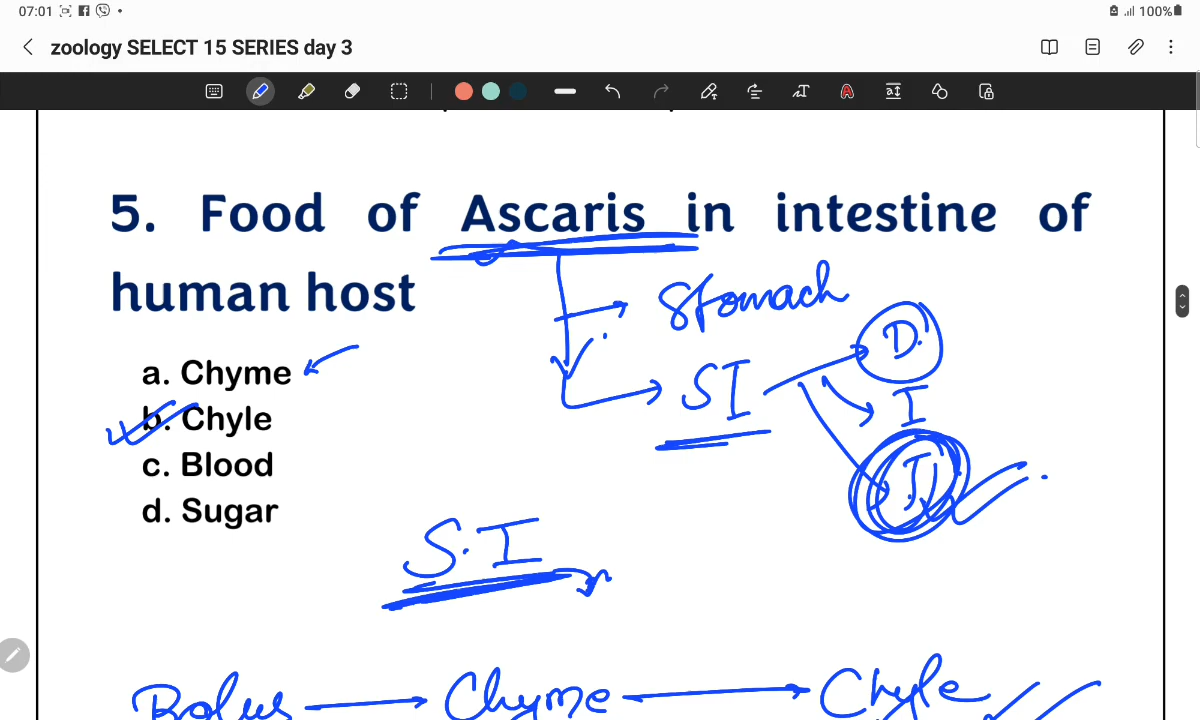 07:01 100%
zoology SELECT 15 SERIES day 3
5. Food of Ascaris in intestine of
human host
Stomach
a. Chyme
b. Chyle
c. Blood
d. Sugar
SI
D.
I
J
S.I
Bolus Chyme Chyle